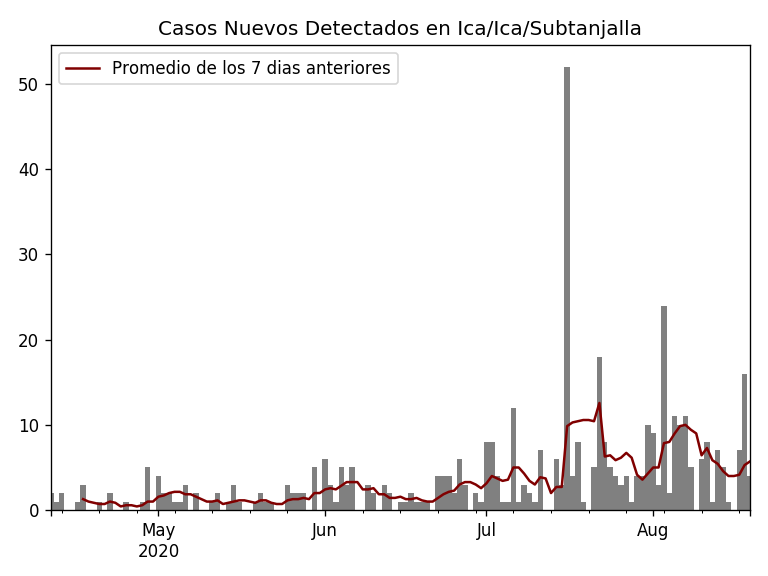 Casos Nuevos Detectados en Ica/Ica/Subtanjalla
Promedio de los 7 dias anteriores
50
40
30
20
10
0
May Jun Jul Aug
2020